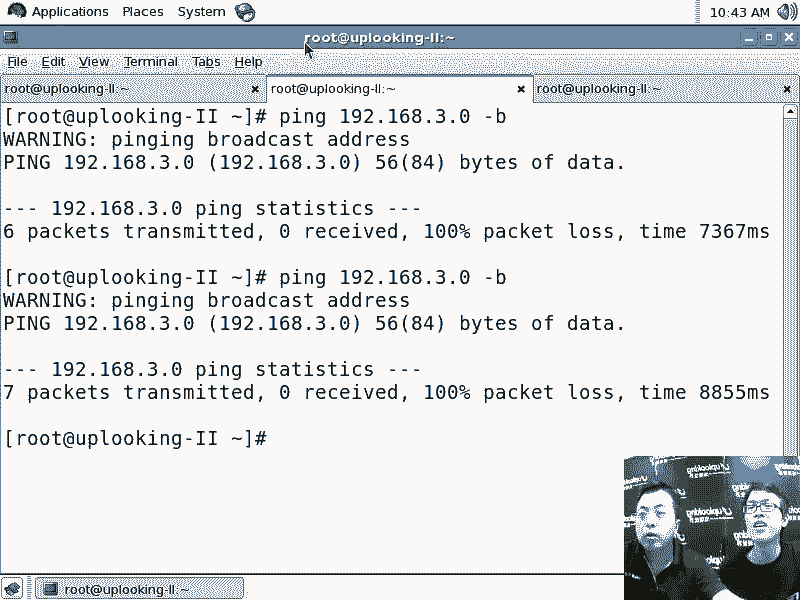 Applications Places System 10:43 AM
root@uplooking-II:~
File Edit View Terminal Tabs Help
root@uplooking-II:~ root@uplooking-II:~ root@uplooking-II:~
[root@uplooking-II ~]# ping 192.168.3.0 -b
WARNING: pinging broadcast address
PING 192.168.3.0 (192.168.3.0) 56(84) bytes of data.
--- 192.168.3.0 ping statistics ---
6 packets transmitted, 0 received, 100% packet loss, time 7367ms
[root@uplooking-II ~]# ping 192.168.3.0 -b
WARNING: pinging broadcast address
PING 192.168.3.0 (192.168.3.0) 56(84) bytes of data.
--- 192.168.3.0 ping statistics ---
7 packets transmitted, 0 received, 100% packet loss, time 8855ms
[root@uplooking-II ~]#
root@uplooking-II:~